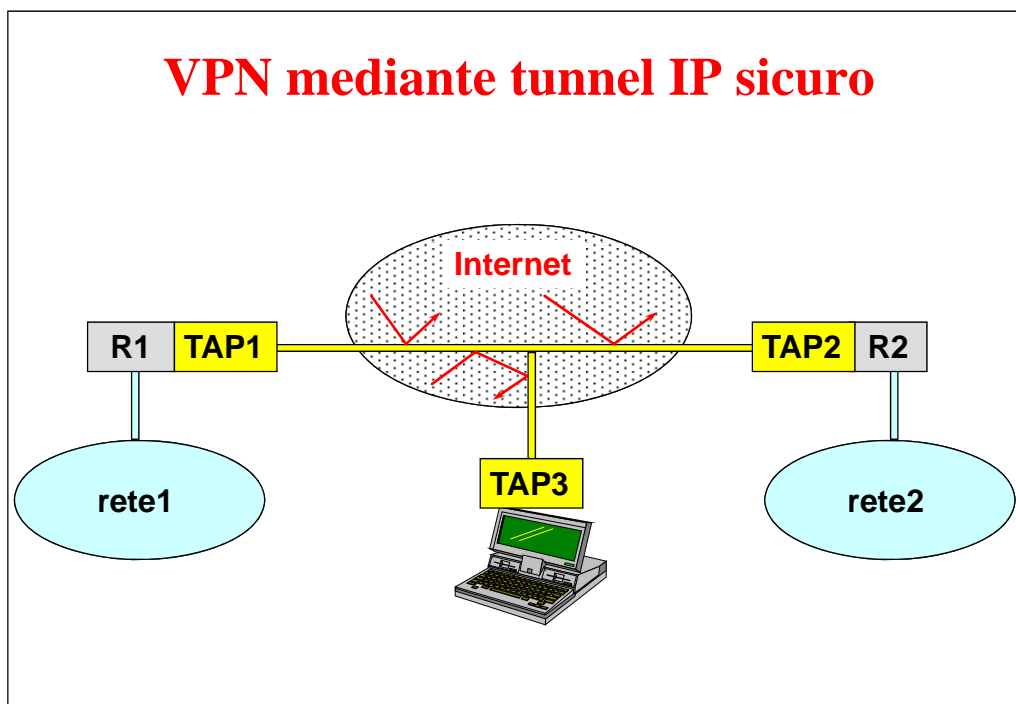 VPN mediante tunnel IP sicuro
Internet
R1 TAP1 TAP2 R2
TAP3
rete1 rete2